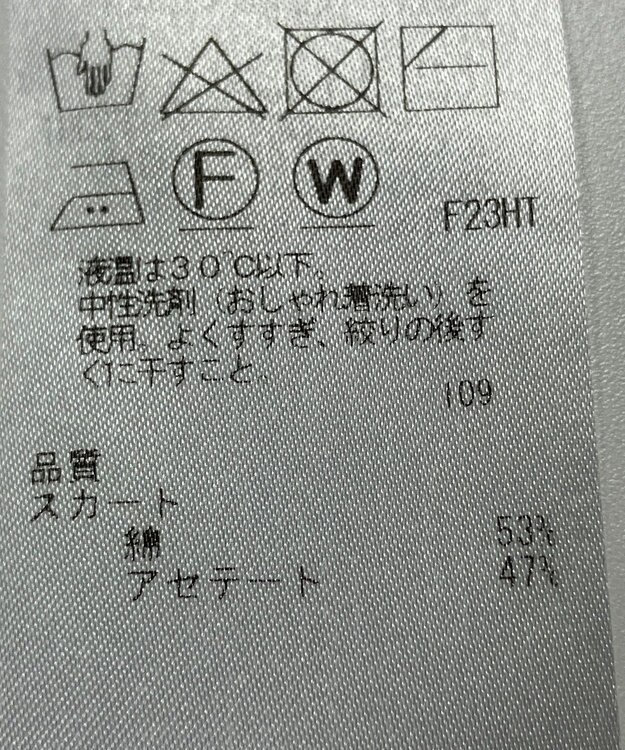 F
W
F23HT
液温は30℃以下。
中性洗剤（おしゃれ着洗い）を
使用。よくすすぎ、絞りの後す
ぐに干すこと。
109
品質
スカート
綿 53%
アセテート 47%